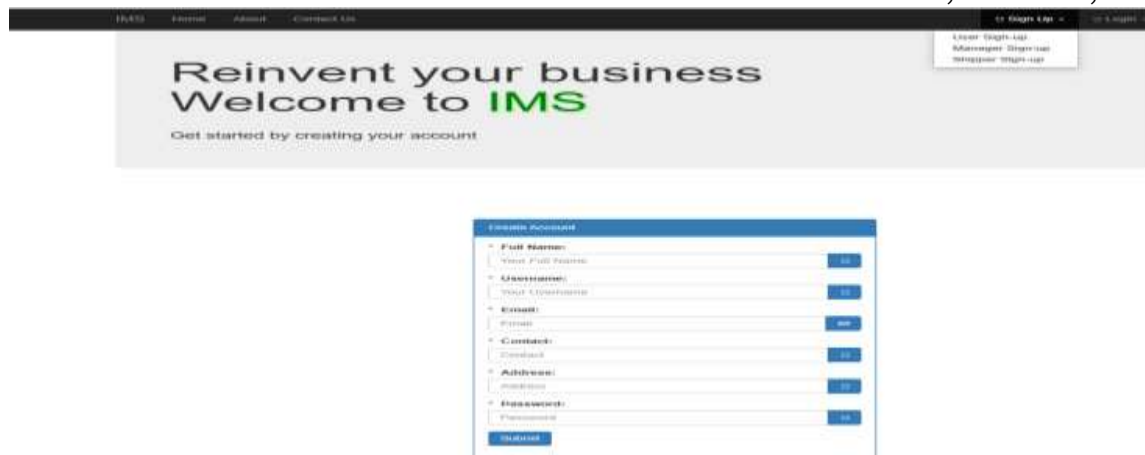 IMS Home About Contact Us Sign Up Login
User Sign-up
Manager Sign-up
Shipper Sign-up
Reinvent your business
Welcome to IMS
Get started by creating your account
Create Account
* Full Name:
Your Full Name
* Username:
Your Username
* Email:
Email
* Contact:
Contact
* Address:
Address
* Password:
Password
Submit